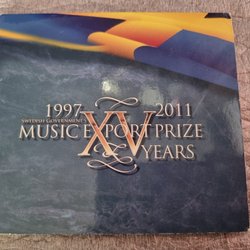 1997 2011
SWEDISH GOVERNMENT'S
MUSIC EXPORT PRIZE
XV YEARS